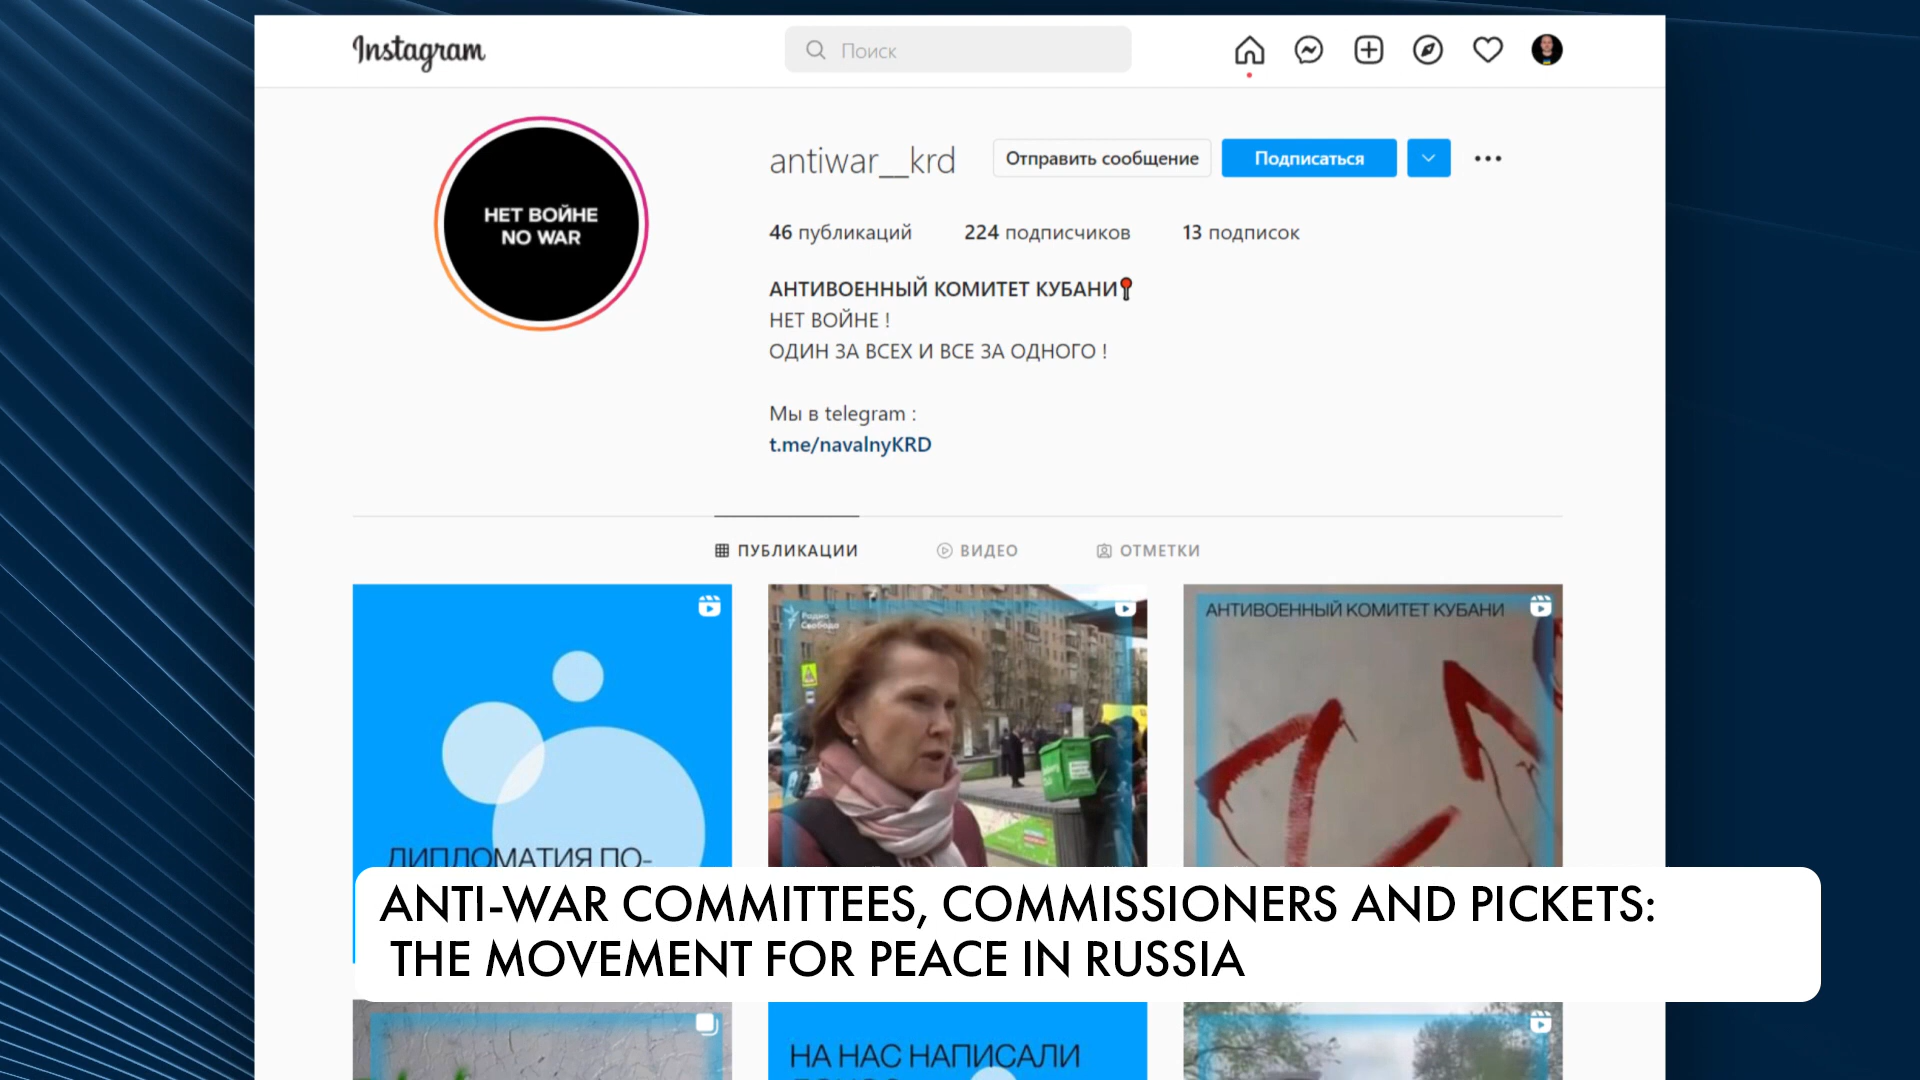 Instagram
Поиск
НЕТ ВОЙНЕ
NO WAR
antiwar__krd
Отправить сообщение
Подписаться
46 публикаций
224 подписчиков
13 подписок
АНТИВОЕННЫЙ КОМИТЕТ КУБАНИ
НЕТ ВОЙНЕ !
ОДИН ЗА ВСЕХ И ВСЕ ЗА ОДНОГО !
Мы в telegram :
t.me/navalnyKRD
ПУБЛИКАЦИИ
ВИДЕО
ОТМЕТКИ
Радио
Свобода
АНТИВОЕННЫЙ КОМИТЕТ КУБАНИ
ДИПЛОМАТИЯ ПО-
ANTI-WAR COMMITTEES, COMMISSIONERS AND PICKETS:
THE MOVEMENT FOR PEACE IN RUSSIA
НА НАС НАПИСАЛИ